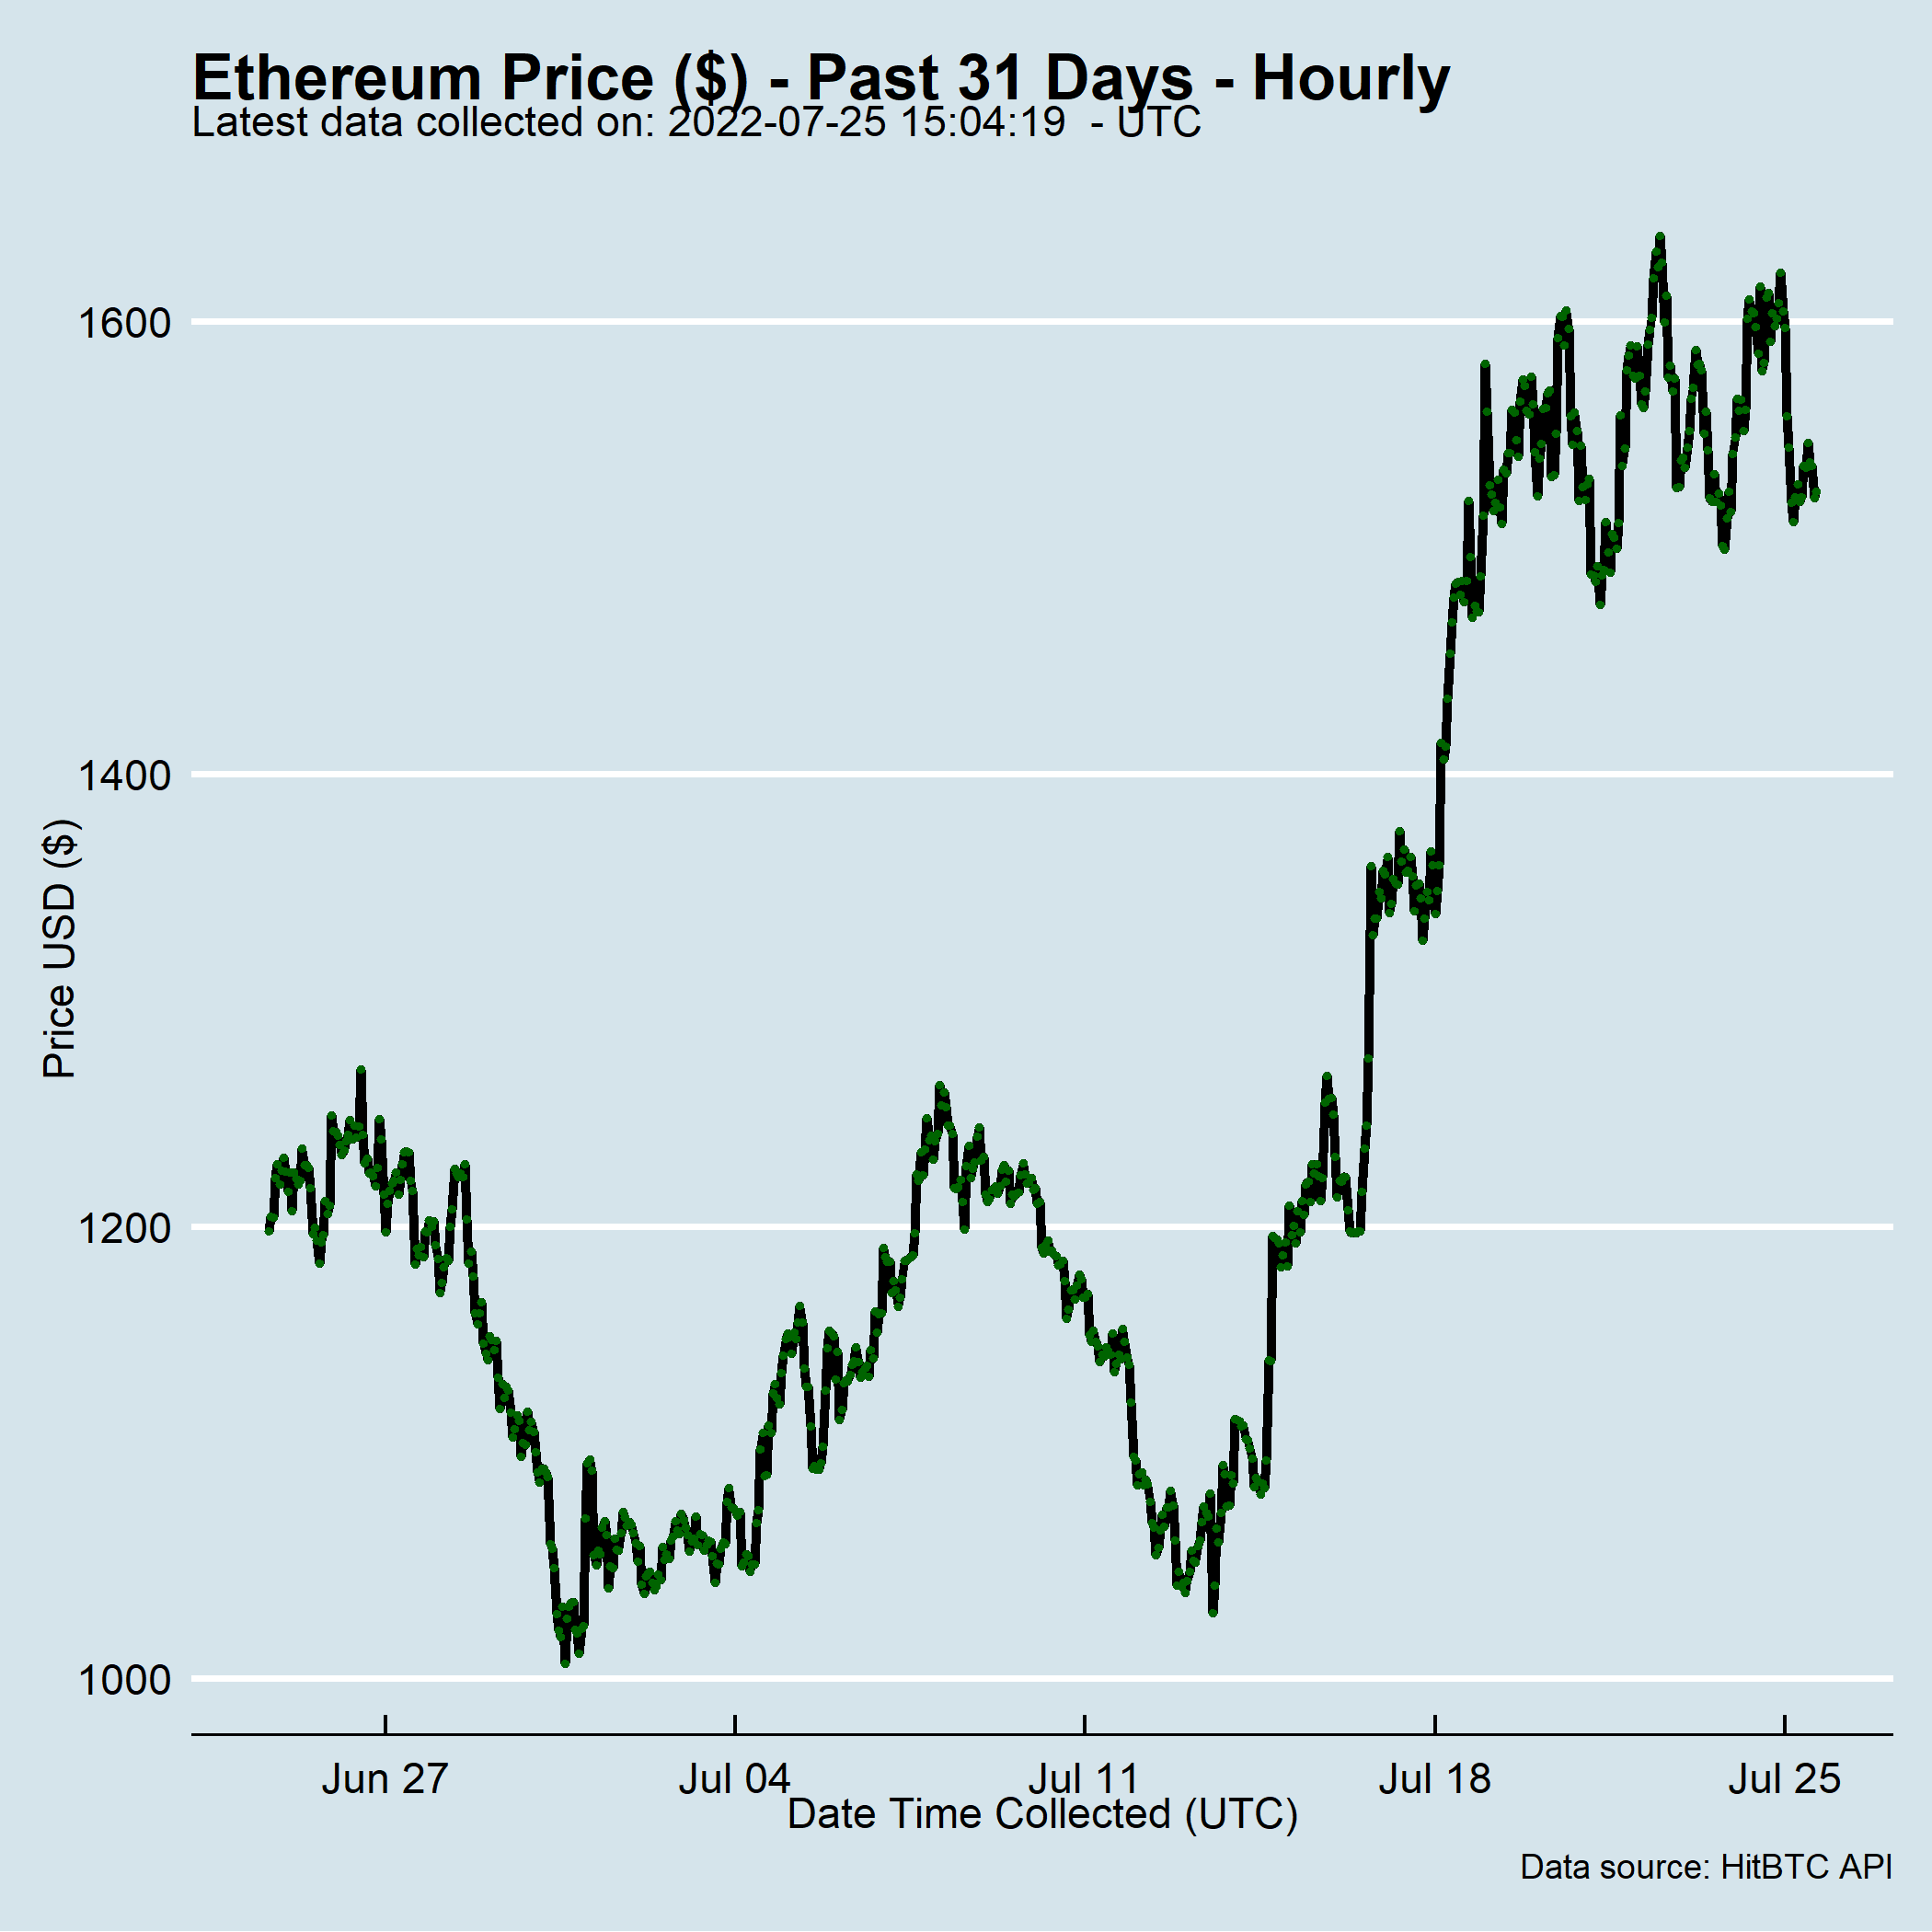 Ethereum Price ($) - Past 31 Days - Hourly
Latest data collected on: 2022-07-25 15:04:19  - UTC
1600
1400
1200
1000
Price USD ($)
Jun 27 Jul 04 Jul 11 Jul 18 Jul 25
Date Time Collected (UTC)
Data source: HitBTC API